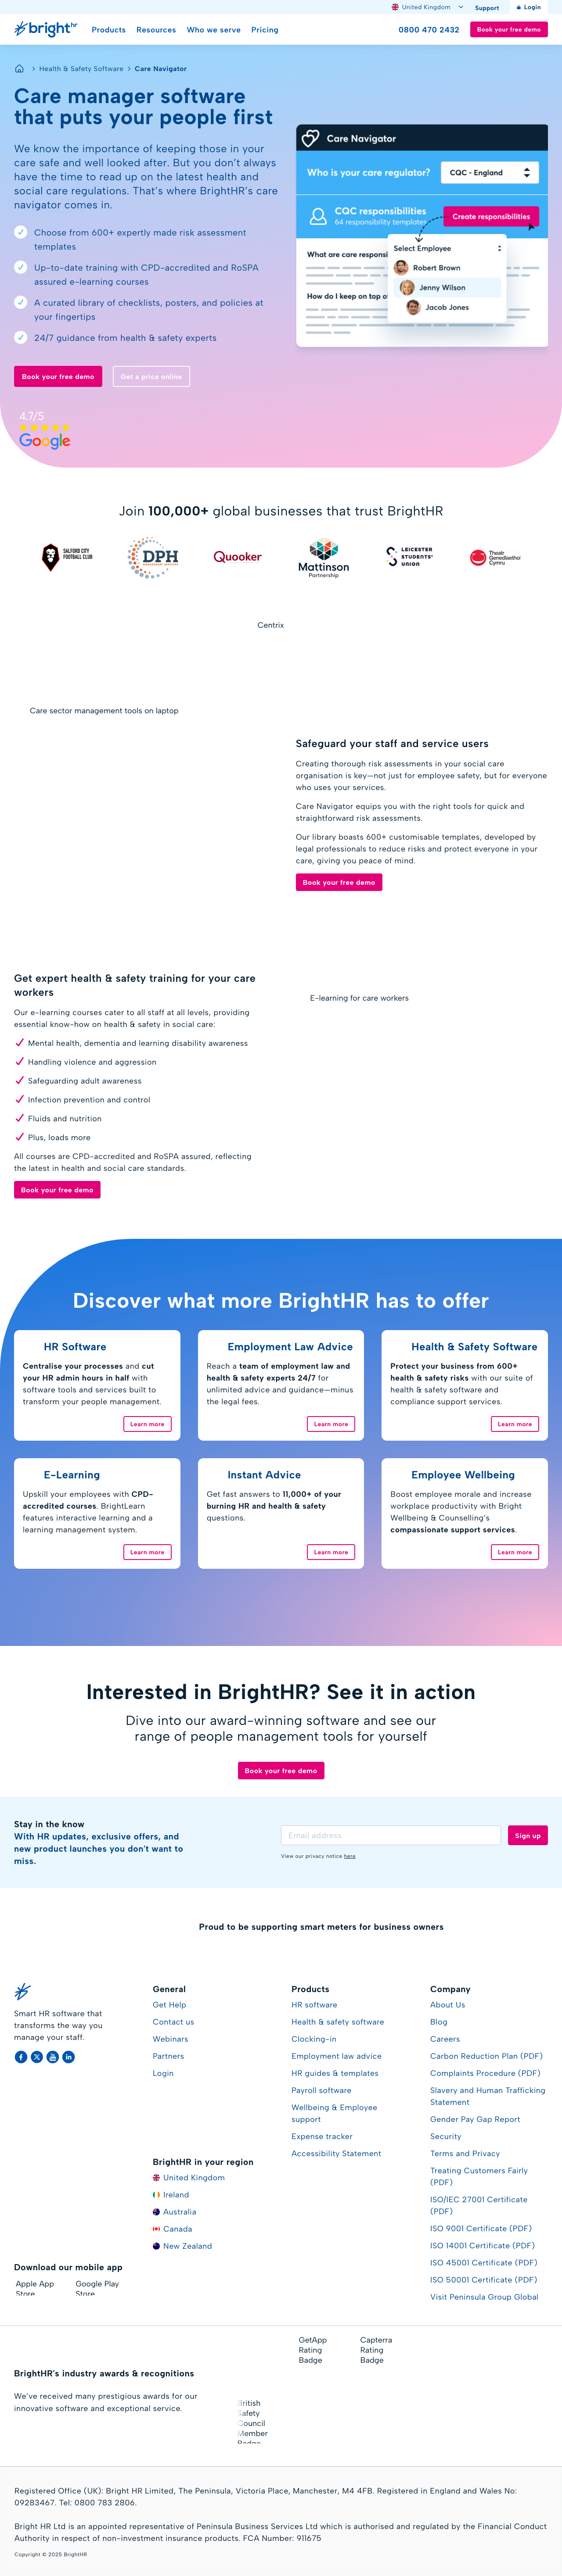 United Kingdom
Support
Login
bright hr
Products
Resources
Who we serve
Pricing
0800 470 2432
Book your free demo
Health & Safety Software
Care Navigator
Care manager software
that puts your people first
We know the importance of keeping those in your
care safe and well looked after. But you don't always
have the time to read up on the latest health and
social care regulations. That's where BrightHR's care
navigator comes in.
Choose from 600+ expertly made risk assessment
templates
Up-to-date training with CPD-accredited and RoSPA
assured e-learning courses
A curated library of checklists, posters, and policies at
your fingertips
24/7 guidance from health & safety experts
Book your free demo
Get a price online
4.7/5
Google
Care Navigator
Who is your care regulator?
CQC - England
CQC responsibilities
64 responsibility templates
Create responsibilities
What are care responsi
How do I keep on top of
Select Employee
Robert Brown
Jenny Wilson
Jacob Jones
Join 100,000+ global businesses that trust BrightHR
SALFORD CITY
FOOTBALL CLUB
DPH
Quooker
Mattinson
Partnership
LEICESTER
STUDENTS'
UNION
Theatr
Genedlaethol
Cymru
Centrix
Care sector management tools on laptop
Safeguard your staff and service users
Creating thorough risk assessments in your social care
organisation is key—not just for employee safety, but for everyone
who uses your services.
Care Navigator equips you with the right tools for quick and
straightforward risk assessments.
Our library boasts 600+ customisable templates, developed by
legal professionals to reduce risks and protect everyone in your
care, giving you peace of mind.
Book your free demo
Get expert health & safety training for your care
workers
Our e-learning courses cater to all staff at all levels, providing
essential know-how on health & safety in social care:
Mental health, dementia and learning disability awareness
Handling violence and aggression
Safeguarding adult awareness
Infection prevention and control
Fluids and nutrition
Plus, loads more
All courses are CPD-accredited and RoSPA assured, reflecting
the latest in health and social care standards.
Book your free demo
E-learning for care workers
Discover what more BrightHR has to offer
HR Software
Centralise your processes and cut
your HR admin hours in half with
software tools and services built to
transform your people management.
Learn more
Employment Law Advice
Reach a team of employment law and
health & safety experts 24/7 for
unlimited advice and guidance—minus
the legal fees.
Learn more
Health & Safety Software
Protect your business from 600+
health & safety risks with our suite of
health & safety software and
compliance support services.
Learn more
E-Learning
Upskill your employees with CPD-
accredited courses. BrightLearn
features interactive learning and a
learning management system.
Learn more
Instant Advice
Get fast answers to 11,000+ of your
burning HR and health & safety
questions.
Learn more
Employee Wellbeing
Boost employee morale and increase
workplace productivity with Bright
Wellbeing & Counselling's
compassionate support services.
Learn more
Interested in BrightHR? See it in action
Dive into our award-winning software and see our
range of people management tools for yourself
Book your free demo
Stay in the know
With HR updates, exclusive offers, and
new product launches you don't want to
miss.
Email address
Sign up
View our privacy notice here
Proud to be supporting smart meters for business owners
Smart HR software that
transforms the way you
manage your staff.
General
Get Help
Contact us
Webinars
Partners
Login
BrightHR in your region
United Kingdom
Ireland
Australia
Canada
New Zealand
Products
HR software
Health & safety software
Clocking-in
Employment law advice
HR guides & templates
Payroll software
Wellbeing & Employee
support
Expense tracker
Accessibility Statement
Company
About Us
Blog
Careers
Carbon Reduction Plan (PDF)
Complaints Procedure (PDF)
Slavery and Human Trafficking
Statement
Gender Pay Gap Report
Security
Terms and Privacy
Treating Customers Fairly
(PDF)
ISO/IEC 27001 Certificate
(PDF)
ISO 9001 Certificate (PDF)
ISO 14001 Certificate (PDF)
ISO 45001 Certificate (PDF)
ISO 50001 Certificate (PDF)
Visit Peninsula Group Global
Download our mobile app
Apple App
Store
Google Play
Store
GetApp
Rating
Badge
Capterra
Rating
Badge
BrightHR's industry awards & recognitions
We've received many prestigious awards for our
innovative software and exceptional service.
British
Safety
Council
Member
Badge
Registered Office (UK): Bright HR Limited, The Peninsula, Victoria Place, Manchester, M4 4FB. Registered in England and Wales No:
09283467. Tel: 0800 783 2806.
Bright HR Ltd is an appointed representative of Peninsula Business Services Ltd which is authorised and regulated by the Financial Conduct
Authority in respect of non-investment insurance products. FCA Number: 911675
Copyright © 2025 BrightHR